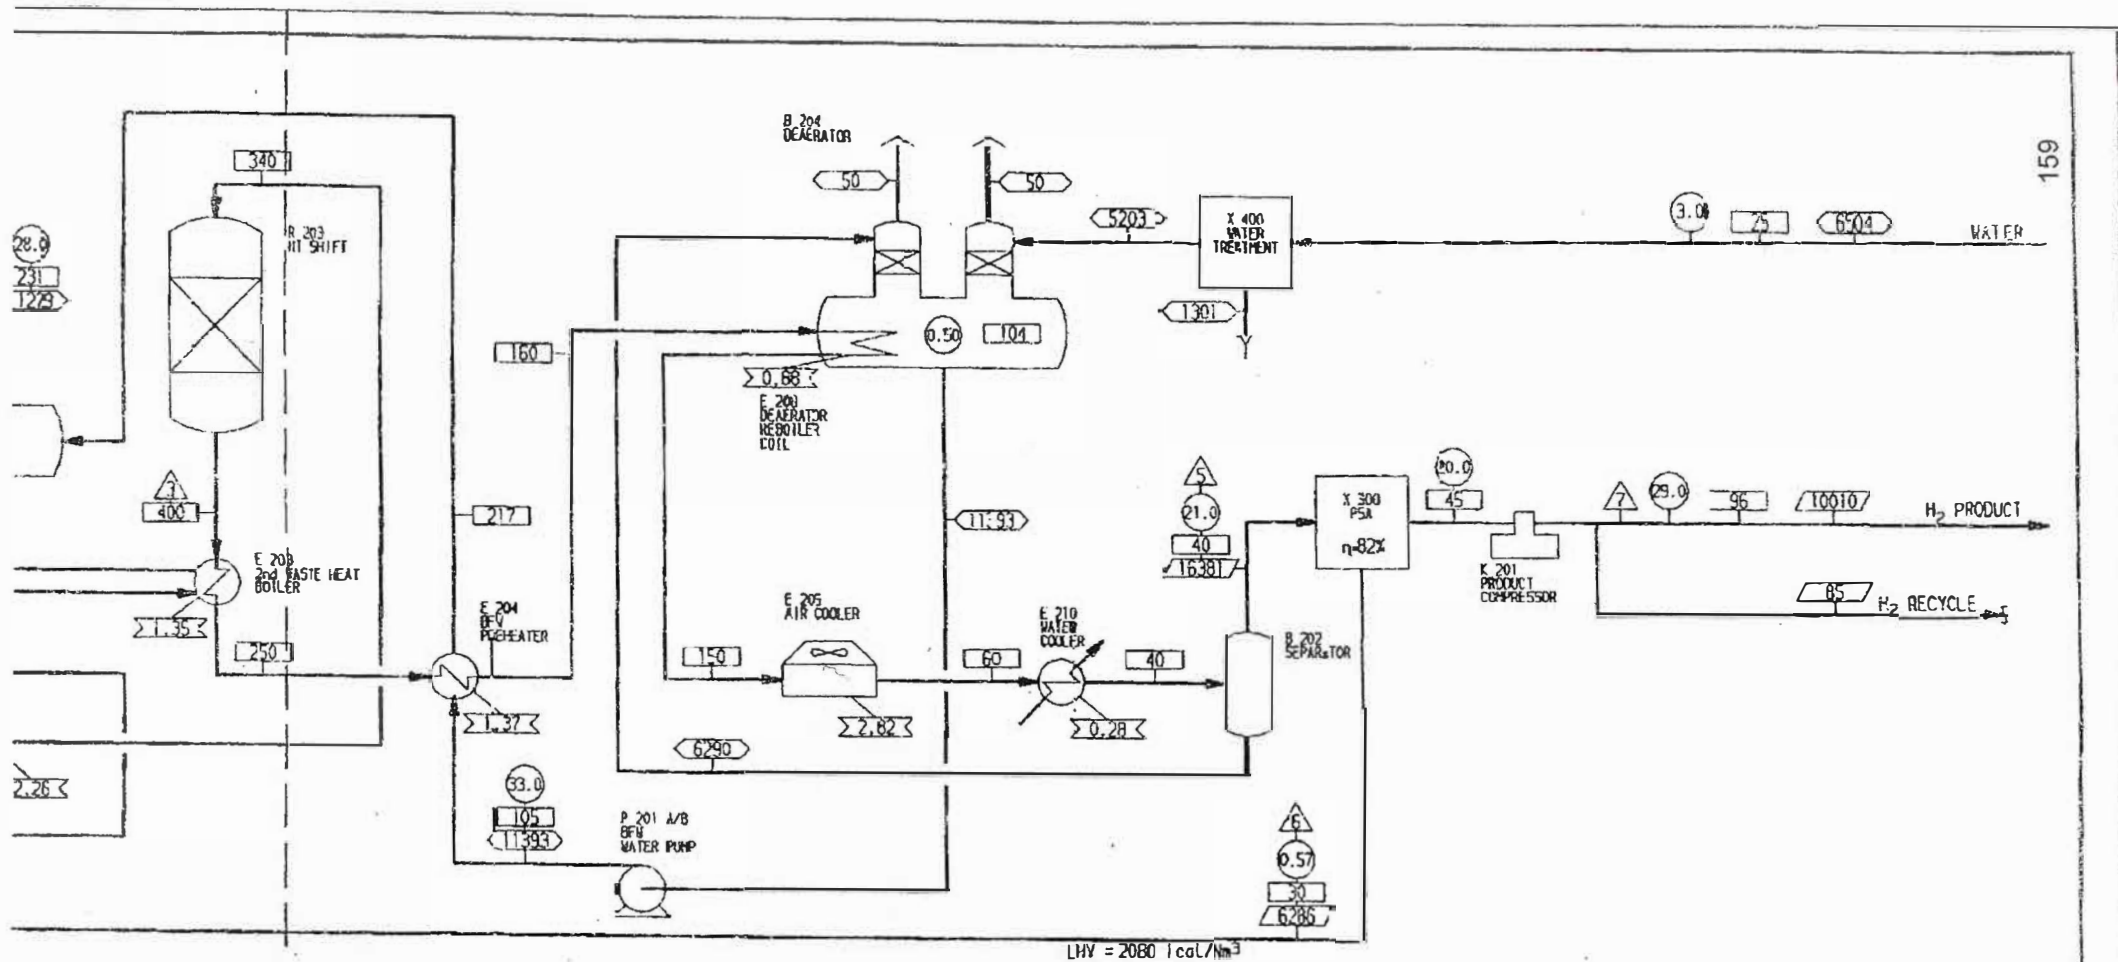 159
B 204
DEAERATOR
340
50
50
5203
X 400
WATER
TREATMENT
25
6504
WATER
R 203
HT SHIFT
28.0
231
1229
1301
160
0.50
104
0,68
E 208
DEAERATOR
REBOILER
COIL
3
400
217
5
21.0
40
16381
X 300
PSA
η=82%
20.0
45
7
29.0
96
10010
H2 PRODUCT
E 203
2nd WASTE HEAT
BOILER
1.35
K 201
PRODUCT
COMPRESSOR
85
H2 RECYCLE
E 204
BFW
PREHEATER
E 205
AIR COOLER
E 210
WATER
COOLER
B 202
SEPARATOR
250
150
60
40
1.37
2,82
0,28
6290
2.26
33.0
105
11393
P 201 A/B
BFW
WATER PUMP
6
0.57
30
6286
LHV = 2080 kcal/Nm3